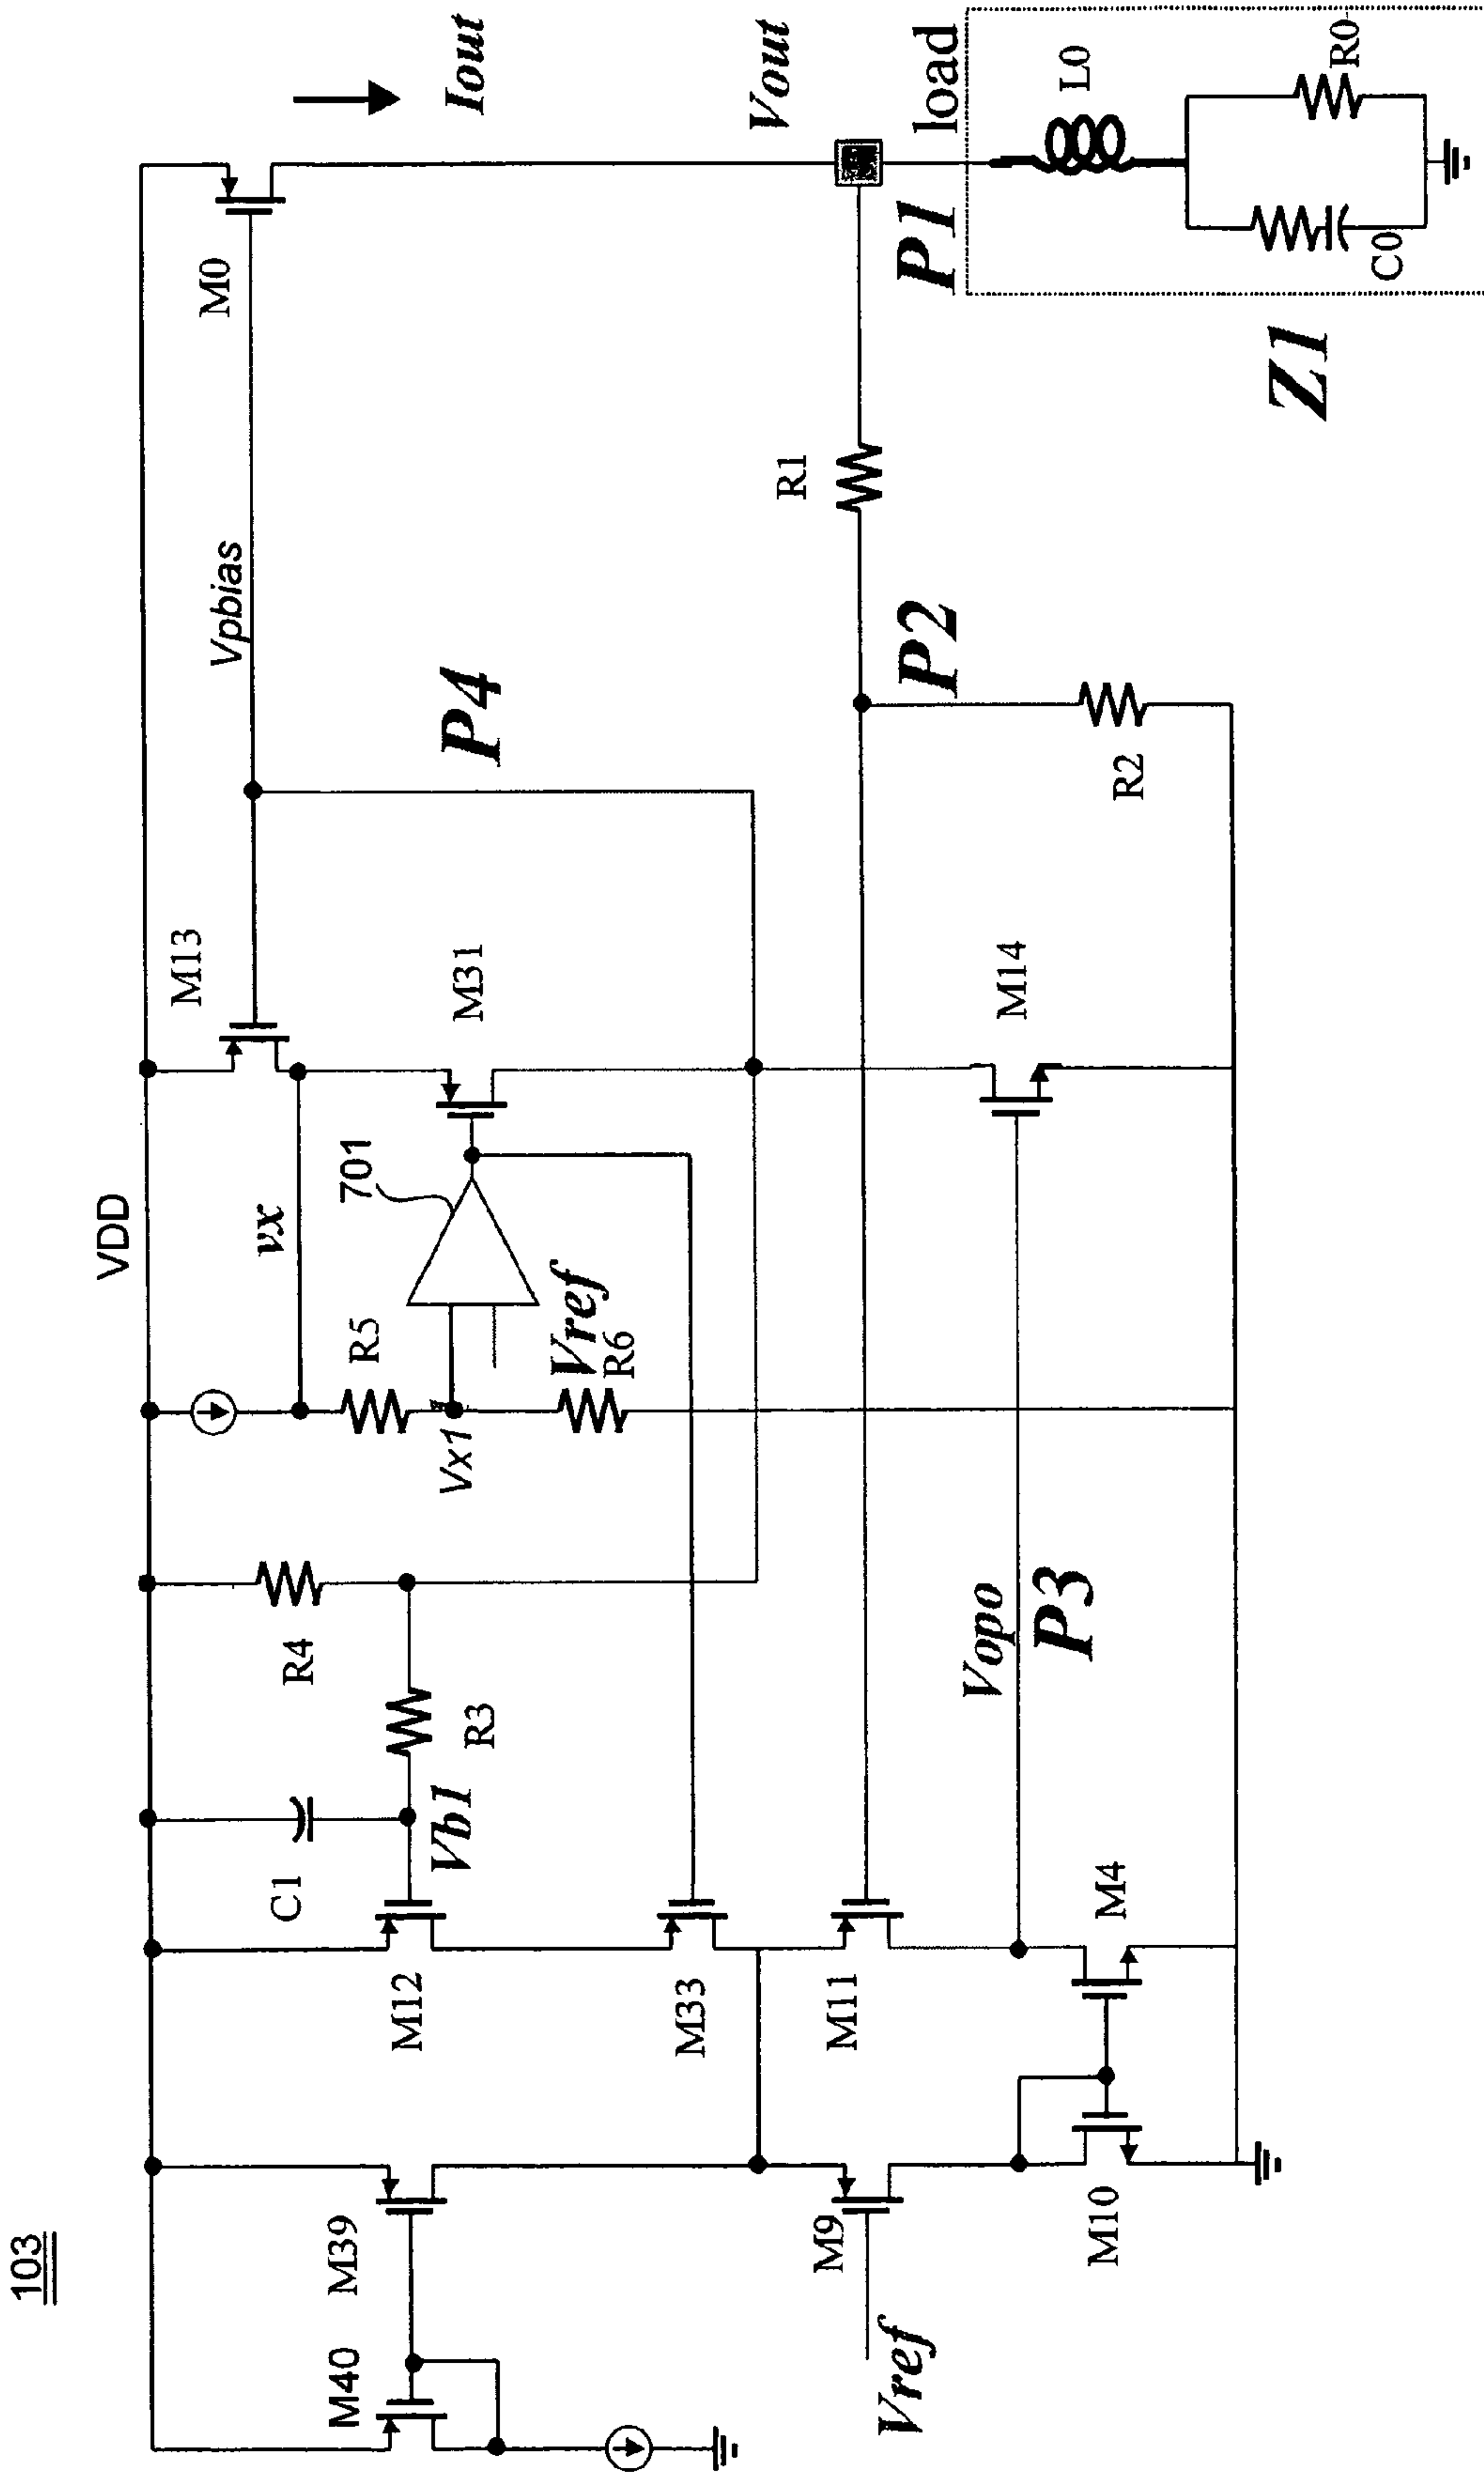 103
VDD
M40
M39
M12
C1
Vb1
R3
R4
R5
vx
Vx1
701
Vref
R6
M13
M31
Vpbias
P4
M0
Iout
Vout
M33
M11
M9
Vref
Vopo
P3
M14
R1
P2
R2
P1
load
L0
R0
C0
Z1
M10
M4